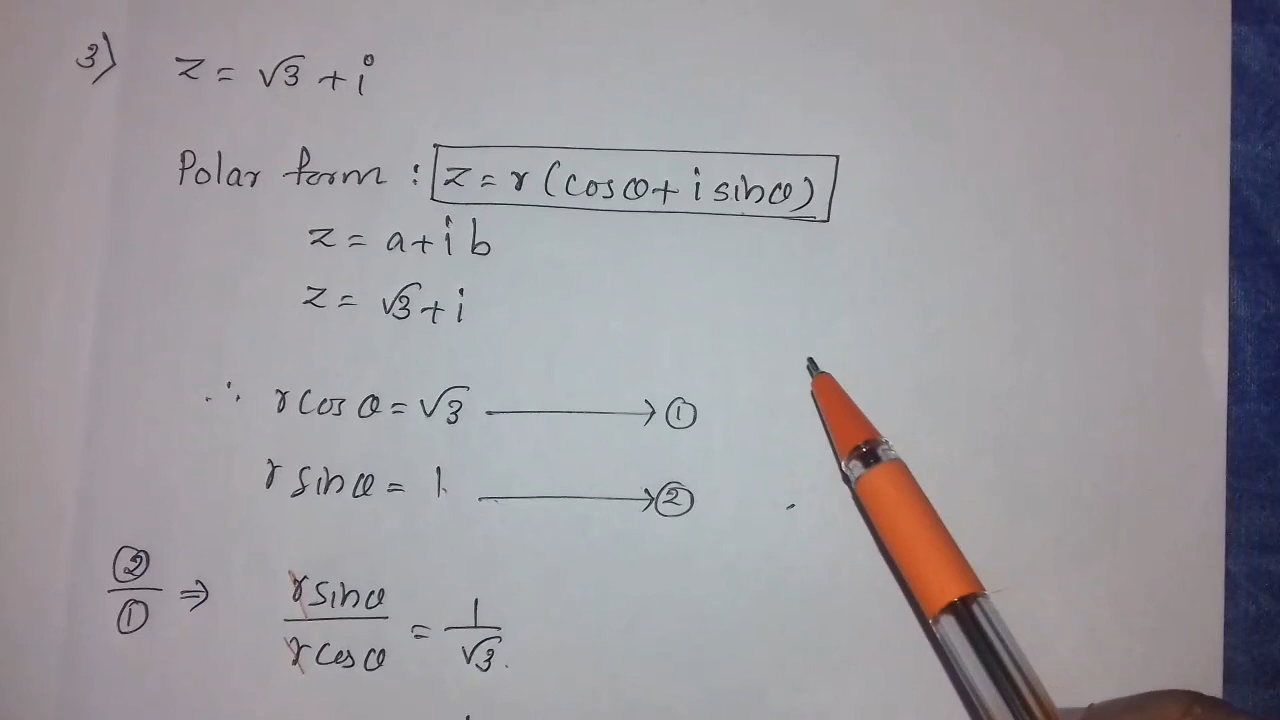 3) z = √3 + i
Polar form : z = r (cos θ + i sin θ)
z = a + i b
z = √3 + i
∴ r cos θ = √3 ⟶ ①
r sin θ = 1. ⟶ ②
②/① ⇒ r sin θ / r cos θ = 1/√3.